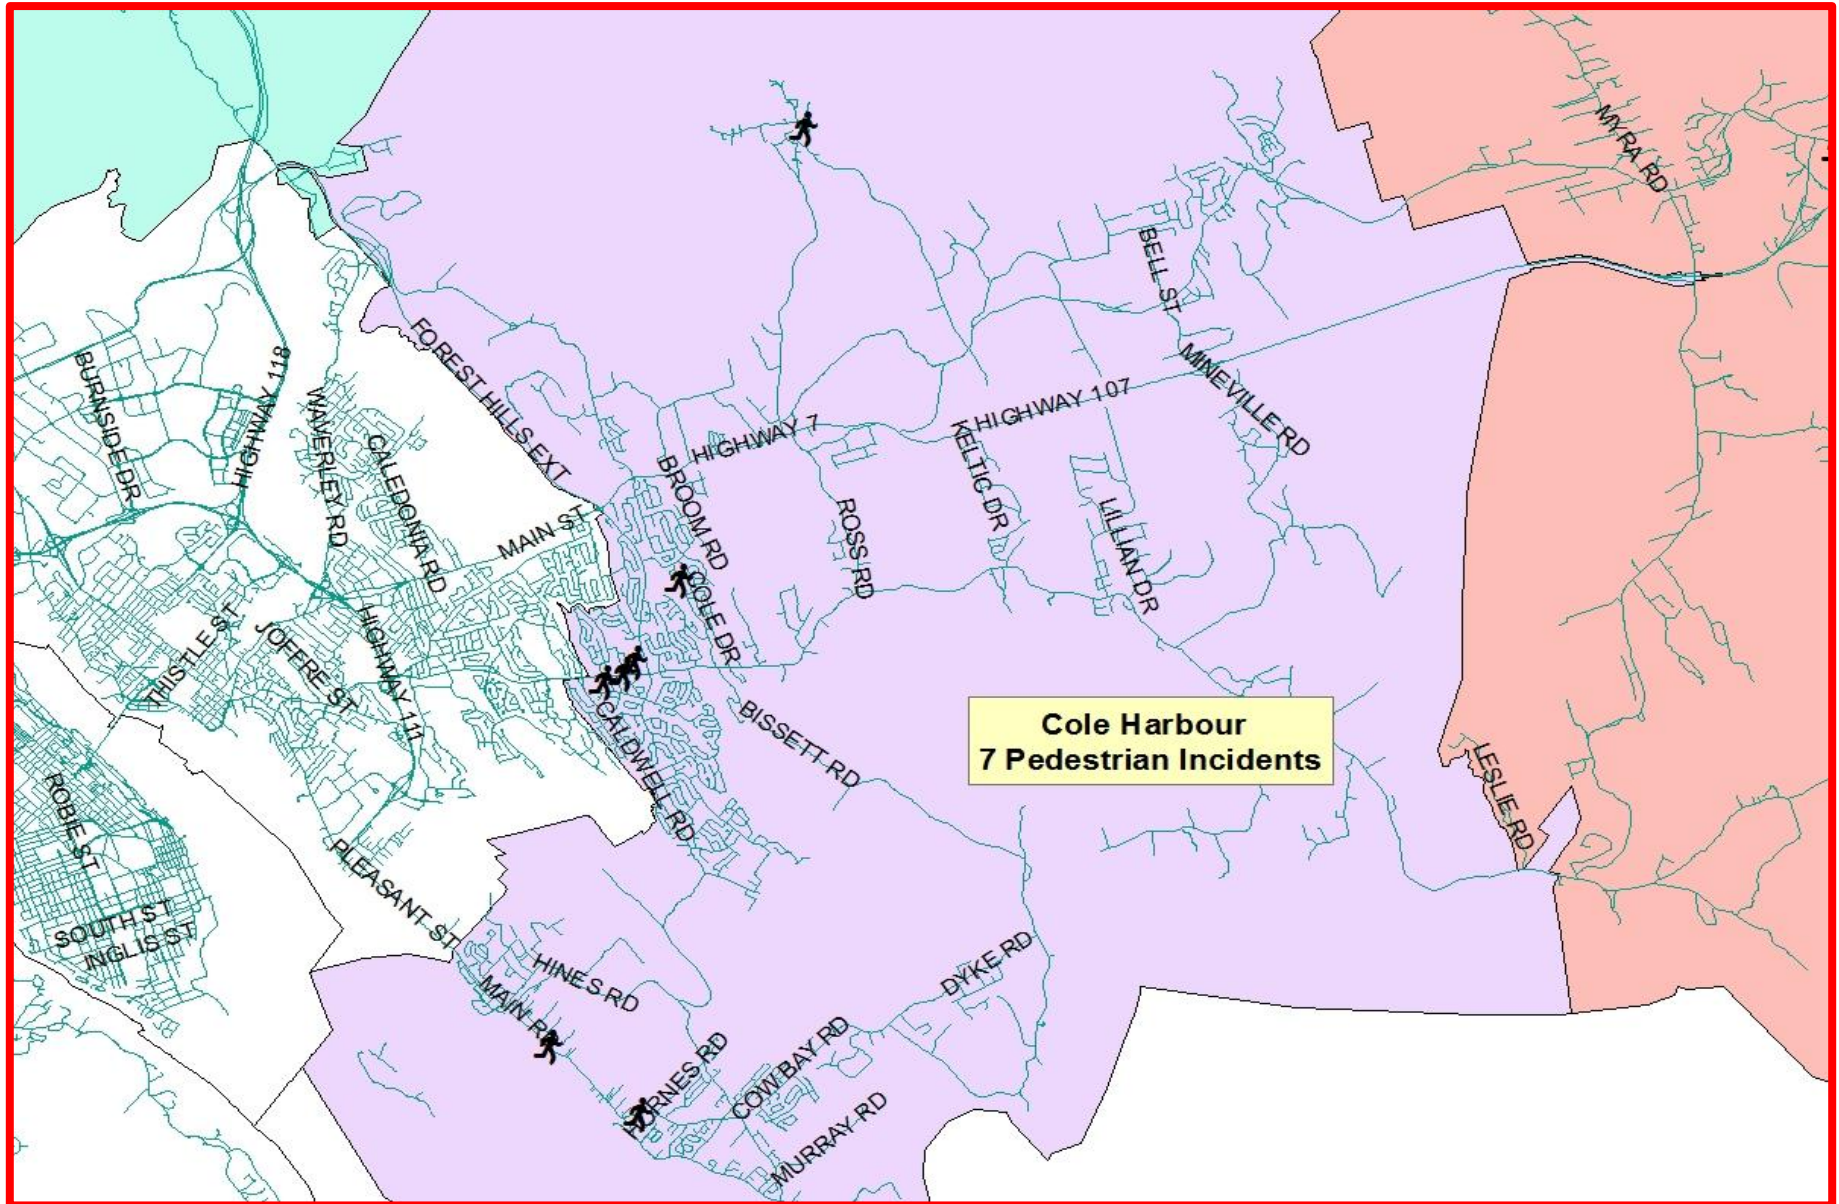 MYRA RD
BELL ST
FOREST HILLS EXT
BURNSIDE DR
HIGHWAY 118
WAVERLEY RD
CALEDONIA RD
MINEVILLE RD
HIGHWAY 107
HIGHWAY 7
KELTIC DR
BROOM RD
ROSS RD
LILLIAN DR
MAIN ST
COLE DR
THISTLE ST
JOFFRE ST
HIGHWAY 111
CALDWELL RD
BISSETT RD
Cole Harbour
7 Pedestrian Incidents
LESLIE RD
ROBIE ST
PLEASANT ST
SOUTH ST
INGLIS ST
HINES RD
DYKE RD
MAIN RD
HORNES RD
COW BAY RD
MURRAY RD